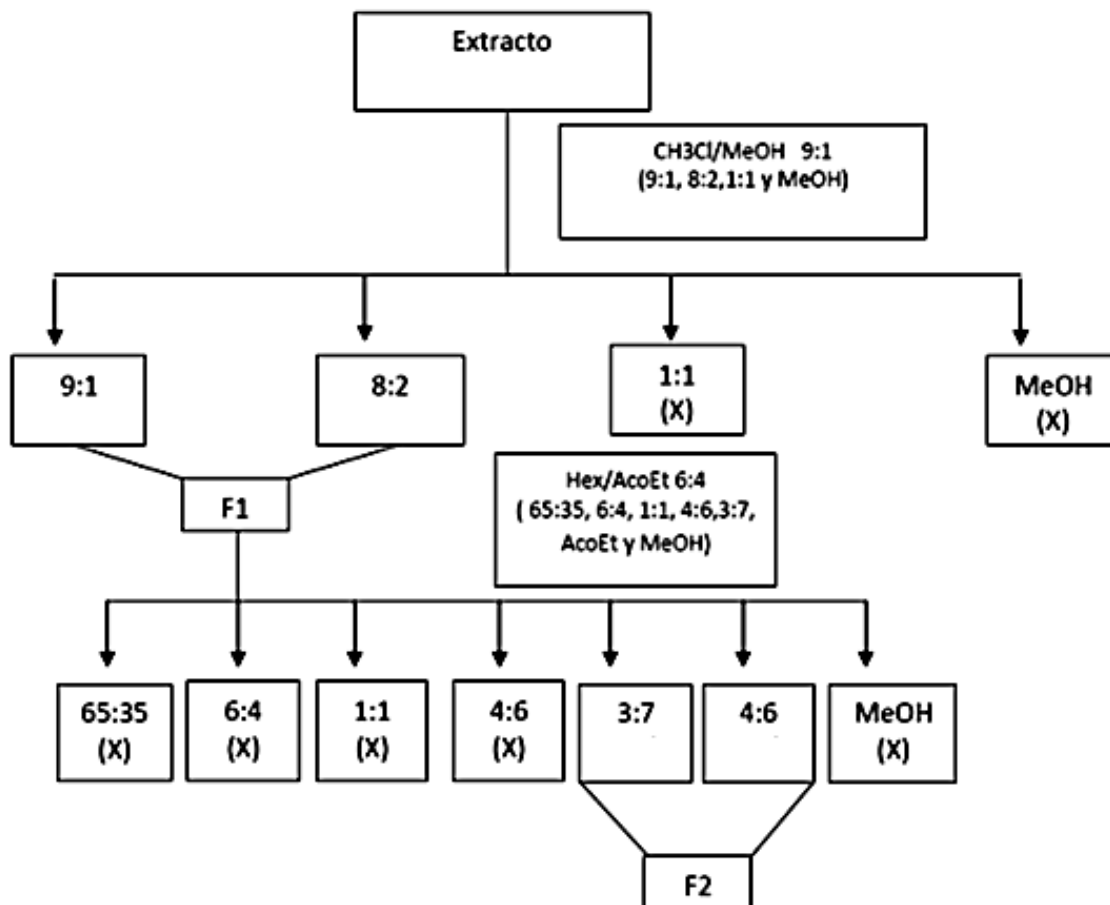 Extracto
CH3Cl/MeOH 9:1
(9:1, 8:2,1:1 y MeOH)
9:1
8:2
1:1
(X)
MeOH
(X)
F1
Hex/AcoEt 6:4
( 65:35, 6:4, 1:1, 4:6,3:7,
AcoEt y MeOH)
65:35
(X)
6:4
(X)
1:1
(X)
4:6
(X)
3:7
4:6
MeOH
(X)
F2